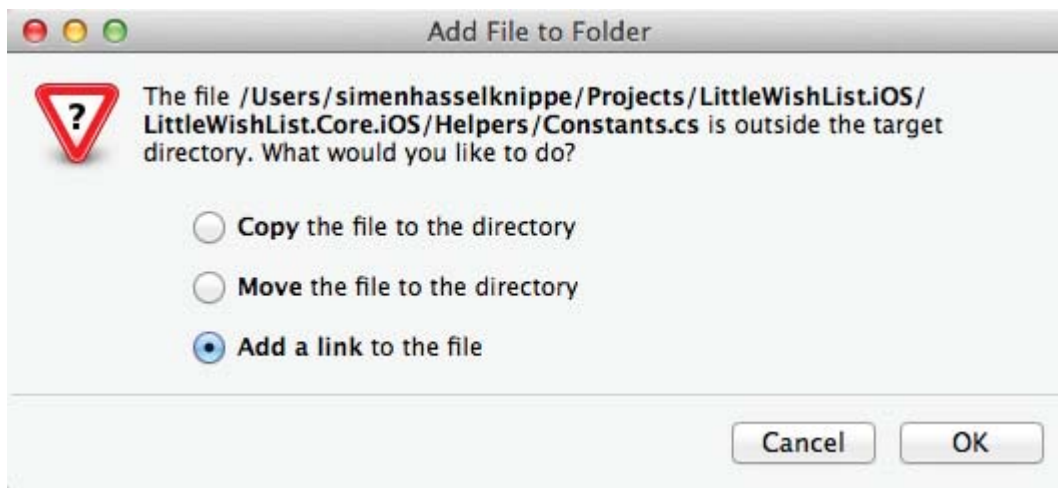 Add File to Folder
?
The file /Users/simenhasselknippe/Projects/LittleWishList.iOS/
LittleWishList.Core.iOS/Helpers/Constants.cs is outside the target
directory. What would you like to do?
Copy the file to the directory
Move the file to the directory
Add a link to the file
Cancel OK